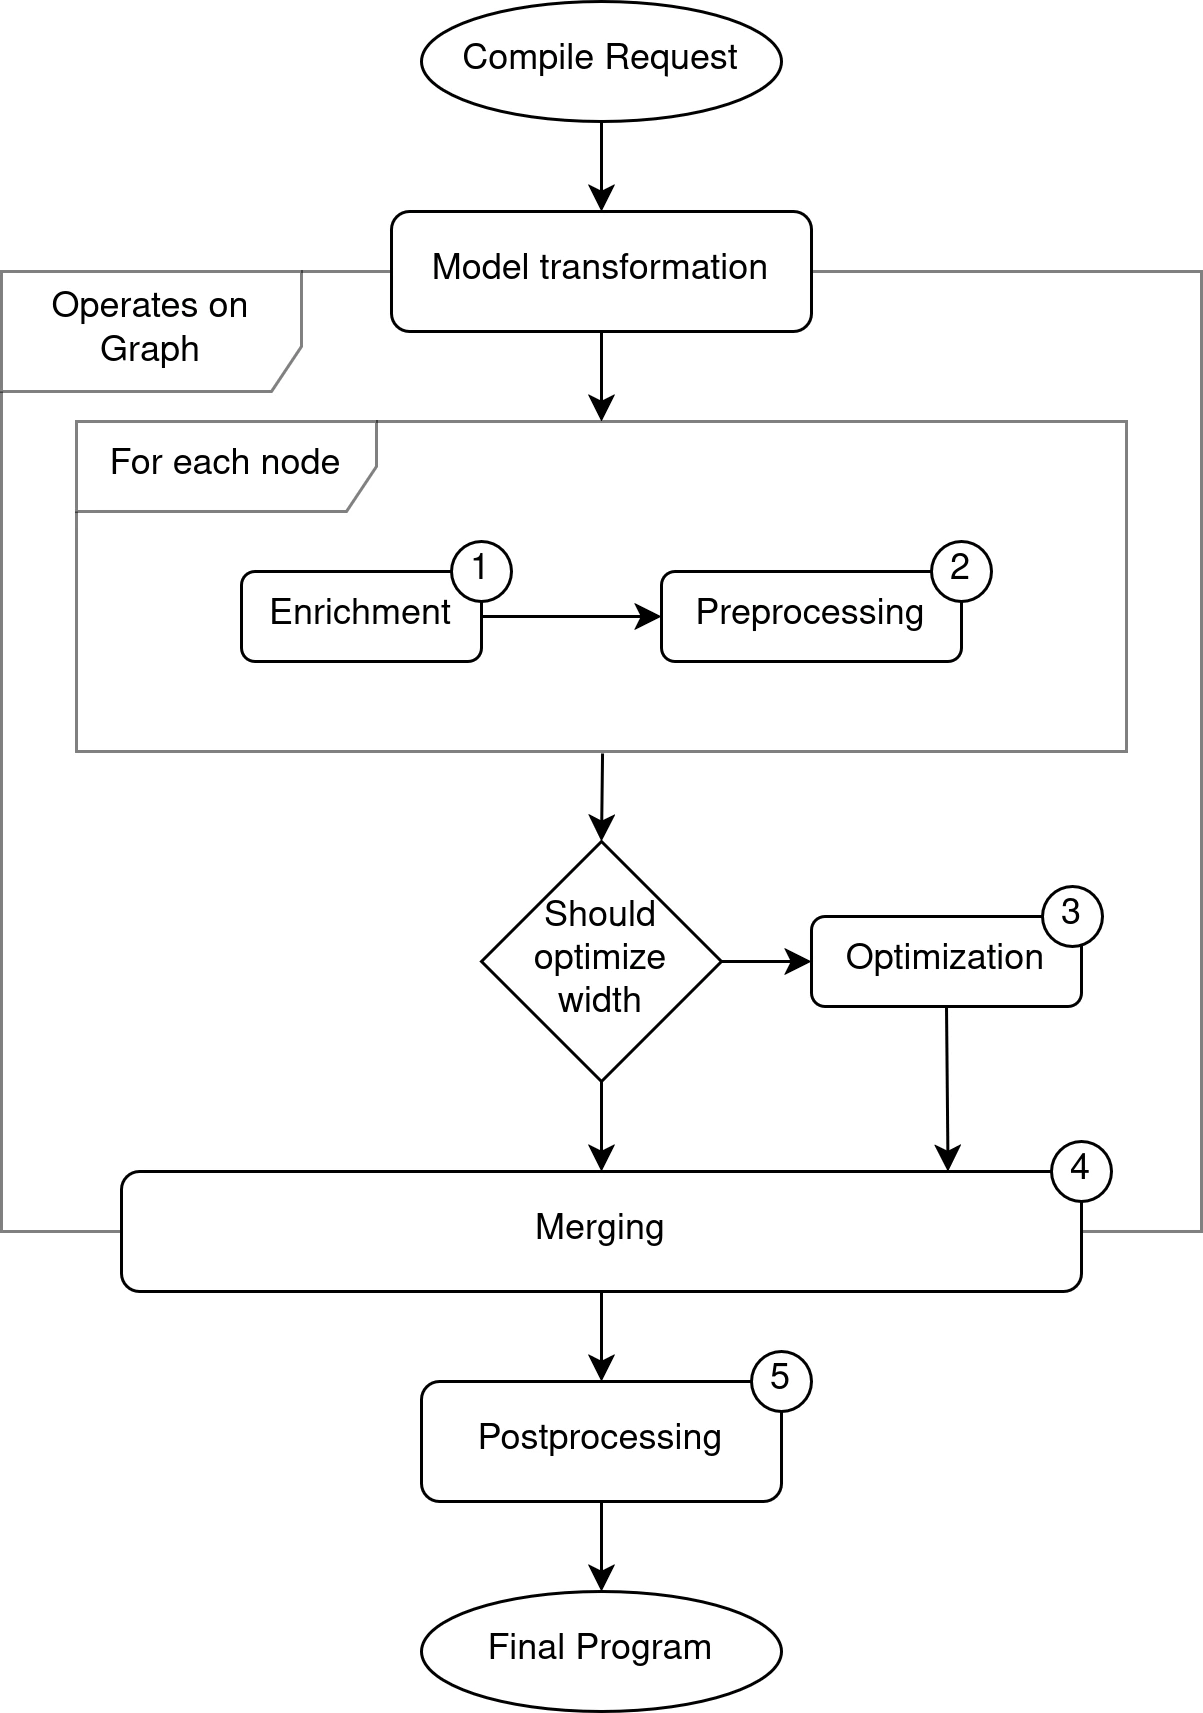 Compile Request
Model transformation
Operates on
Graph
For each node
1
Enrichment
2
Preprocessing
Should
optimize
width
3
Optimization
4
Merging
5
Postprocessing
Final Program